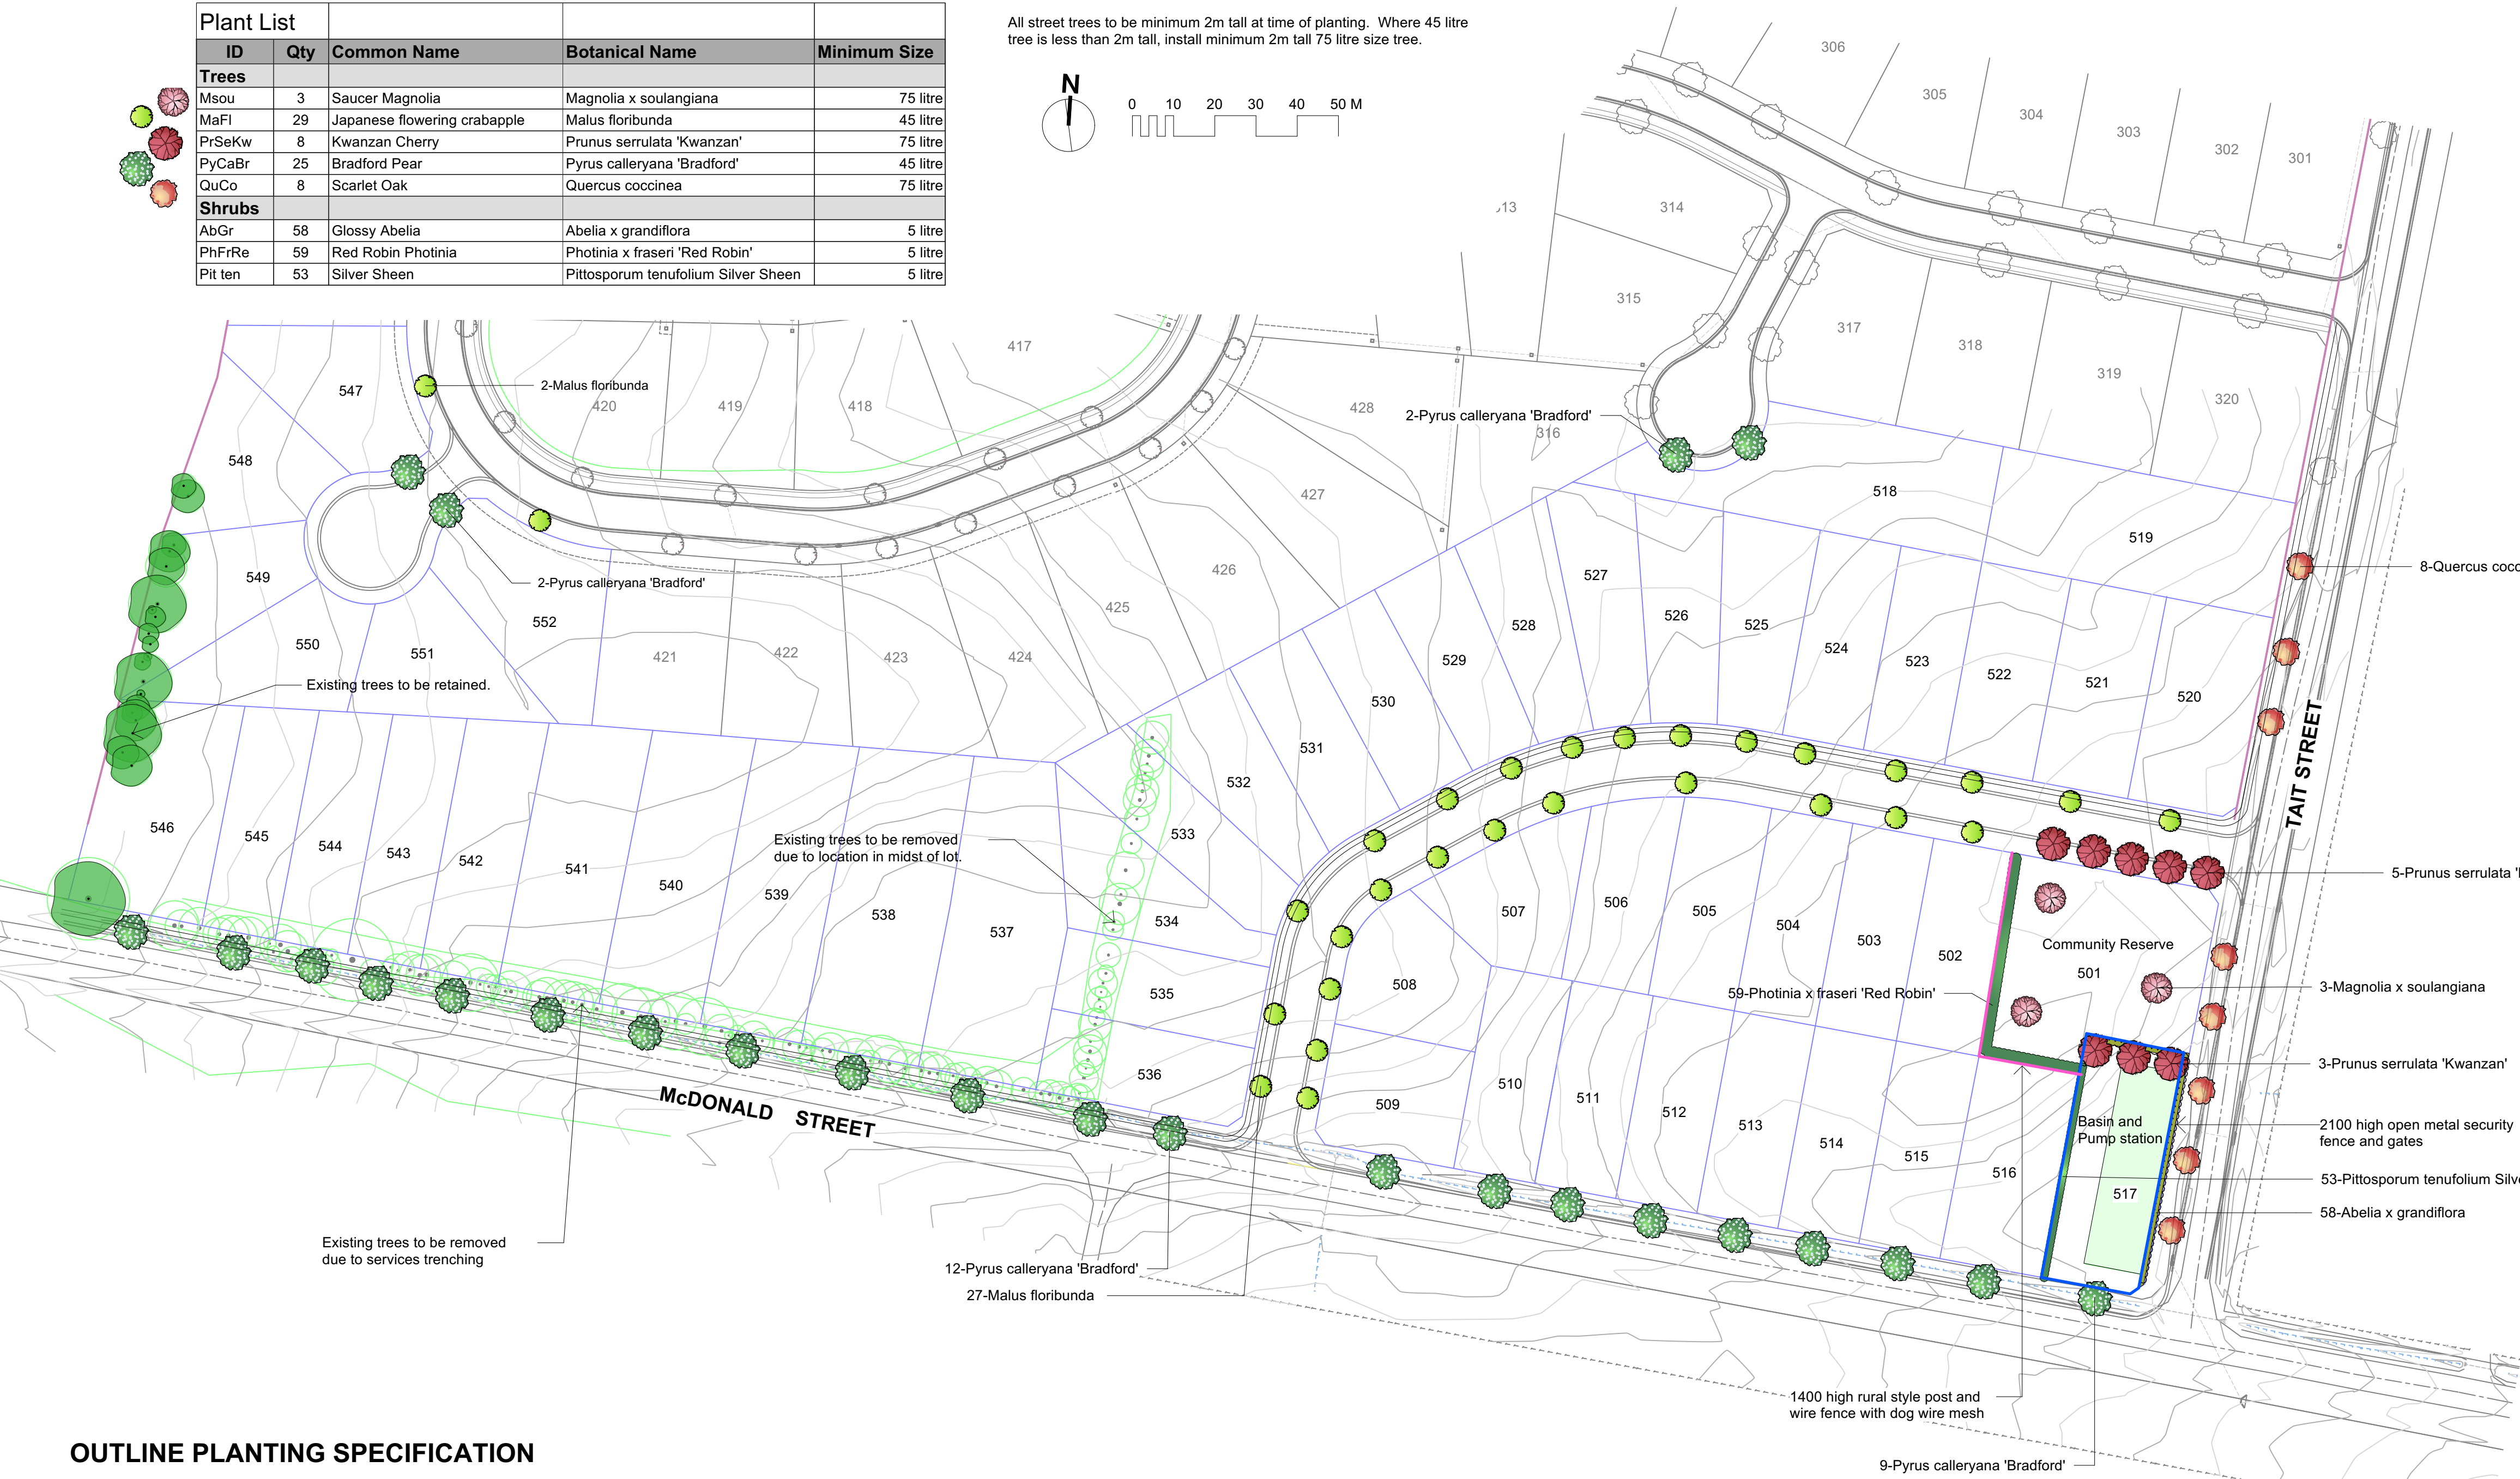 Plant List
ID Qty Common Name Botanical Name Minimum Size
Trees
Msou 3 Saucer Magnolia Magnolia x soulangiana 75 litre
MaFl 29 Japanese flowering crabapple Malus floribunda 45 litre
PrSeKw 8 Kwanzan Cherry Prunus serrulata 'Kwanzan' 75 litre
PyCaBr 25 Bradford Pear Pyrus calleryana 'Bradford' 45 litre
QuCo 8 Scarlet Oak Quercus coccinea 75 litre
Shrubs
AbGr 58 Glossy Abelia Abelia x grandiflora 5 litre
PhFrRe 59 Red Robin Photinia Photinia x fraseri 'Red Robin' 5 litre
Pit ten 53 Silver Sheen Pittosporum tenufolium Silver Sheen 5 litre
All street trees to be minimum 2m tall at time of planting. Where 45 litre
tree is less than 2m tall, install minimum 2m tall 75 litre size tree.
N
0 10 20 30 40 50 M
306
305
304
303
302
301
13
314
315
316
317
318
319
320
417
418
419
420
428
427
426
425
424
423
422
421
547
548
549
550
551
552
2-Malus floribunda
2-Pyrus calleryana 'Bradford'
2-Pyrus calleryana 'Bradford'
518
519
527
526
525
524
523
522
521
520
528
529
530
531
532
533
534
535
536
537
538
539
540
541
542
543
544
545
546
Existing trees to be retained.
Existing trees to be removed
due to location in midst of lot.
8-Quercus cocc
TAIT STREET
5-Prunus serrulata '
507
506
505
504
503
502
508
509
510
511
512
513
514
515
516
Community Reserve
501
59-Photinia x fraseri 'Red Robin'
3-Magnolia x soulangiana
3-Prunus serrulata 'Kwanzan'
2100 high open metal security
fence and gates
Basin and
Pump station
517
53-Pittosporum tenufolium Silv
58-Abelia x grandiflora
McDONALD STREET
Existing trees to be removed
due to services trenching
12-Pyrus calleryana 'Bradford'
27-Malus floribunda
1400 high rural style post and
wire fence with dog wire mesh
9-Pyrus calleryana 'Bradford'
OUTLINE PLANTING SPECIFICATION